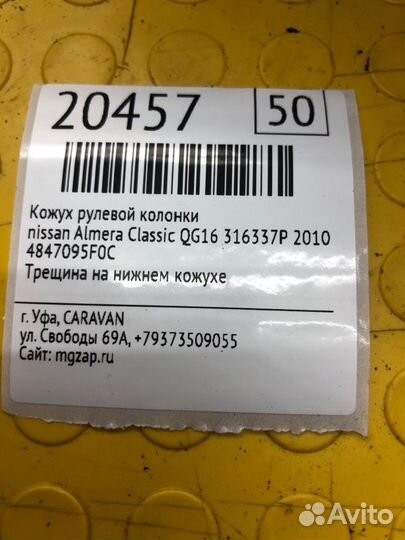 20457 50
Кожух рулевой колонки
nissan Almera Classic QG16 316337P 2010
4847095F0C
Трещина на нижнем кожухе
г. Уфа, CARAVAN
ул. Свободы 69А, +79373509055
Сайт: mgzap.ru
Avito